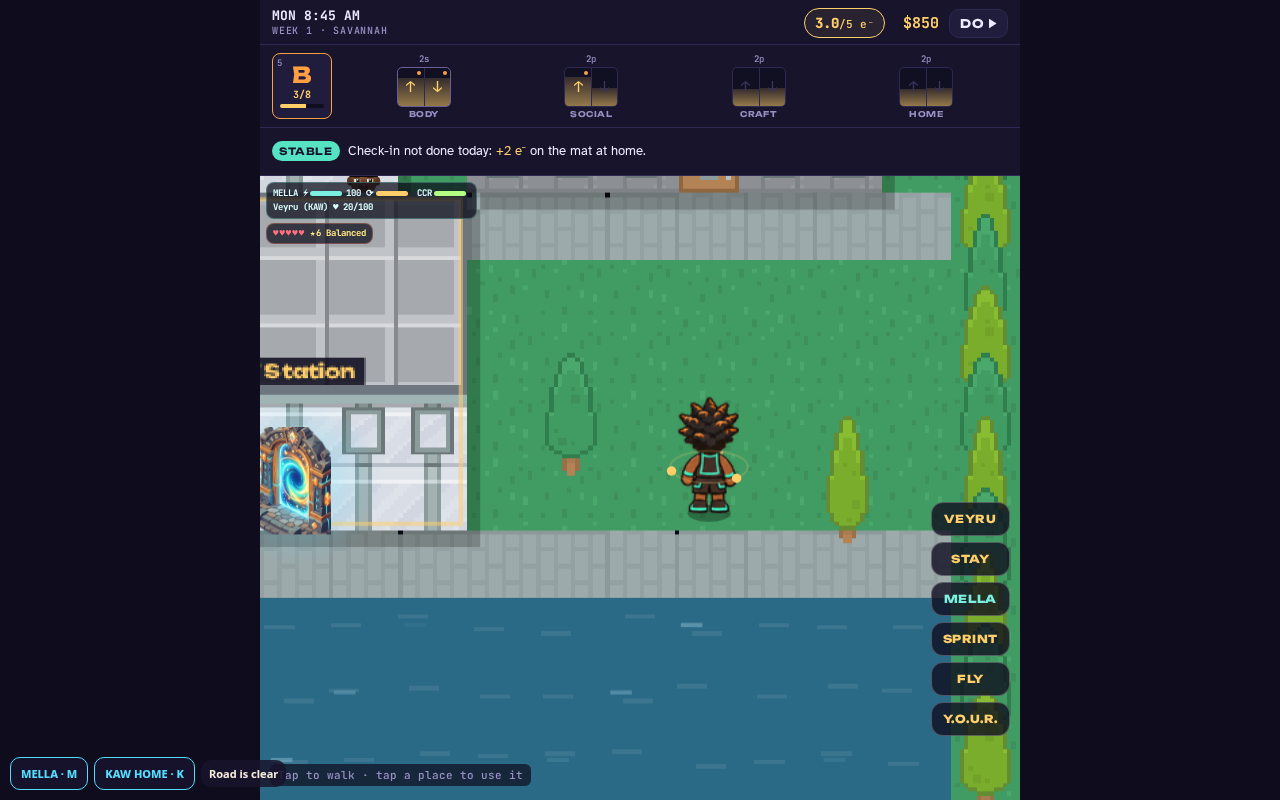 MON 8:45 AM
WEEK 1 · SAVANNAH
3.0/5 e⁻
$850
DO
5
B
3/8
2s
BODY
2p
SOCIAL
2p
CRAFT
2p
HOME
STABLE
Check-in not done today: +2 e⁻ on the mat at home.
MELLA 100 CCR
Veyru (KAW) ♥ 20/100
♥♥♥♥♥ ★6 Balanced
Station
VEYRU
STAY
MELLA
SPRINT
FLY
Y.O.U.R.
MELLA · M
KAW HOME · K
Road is clear
ap to walk · tap a place to use it